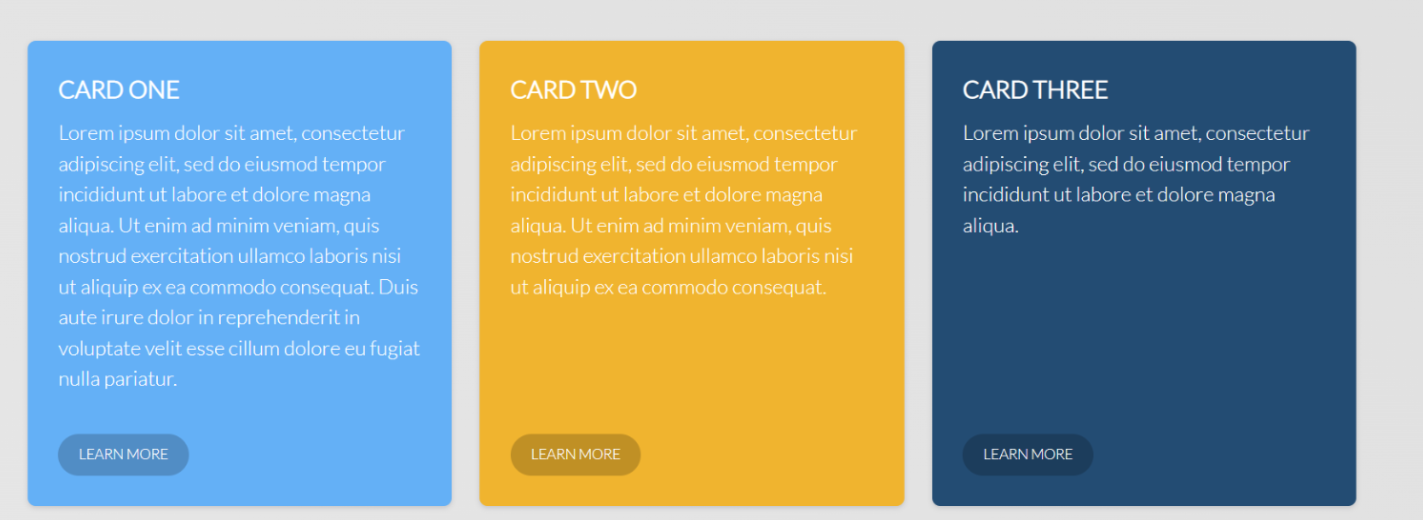 CARD ONE
Lorem ipsum dolor sit amet, consectetur
adipiscing elit, sed do eiusmod tempor
incididunt ut labore et dolore magna
aliqua. Ut enim ad minim veniam, quis
nostrud exercitation ullamco laboris nisi
ut aliquip ex ea commodo consequat. Duis
aute irure dolor in reprehenderit in
voluptate velit esse cillum dolore eu fugiat
nulla pariatur.
LEARN MORE
CARD TWO
Lorem ipsum dolor sit amet, consectetur
adipiscing elit, sed do eiusmod tempor
incididunt ut labore et dolore magna
aliqua. Ut enim ad minim veniam, quis
nostrud exercitation ullamco laboris nisi
ut aliquip ex ea commodo consequat.
LEARN MORE
CARD THREE
Lorem ipsum dolor sit amet, consectetur
adipiscing elit, sed do eiusmod tempor
incididunt ut labore et dolore magna
aliqua.
LEARN MORE